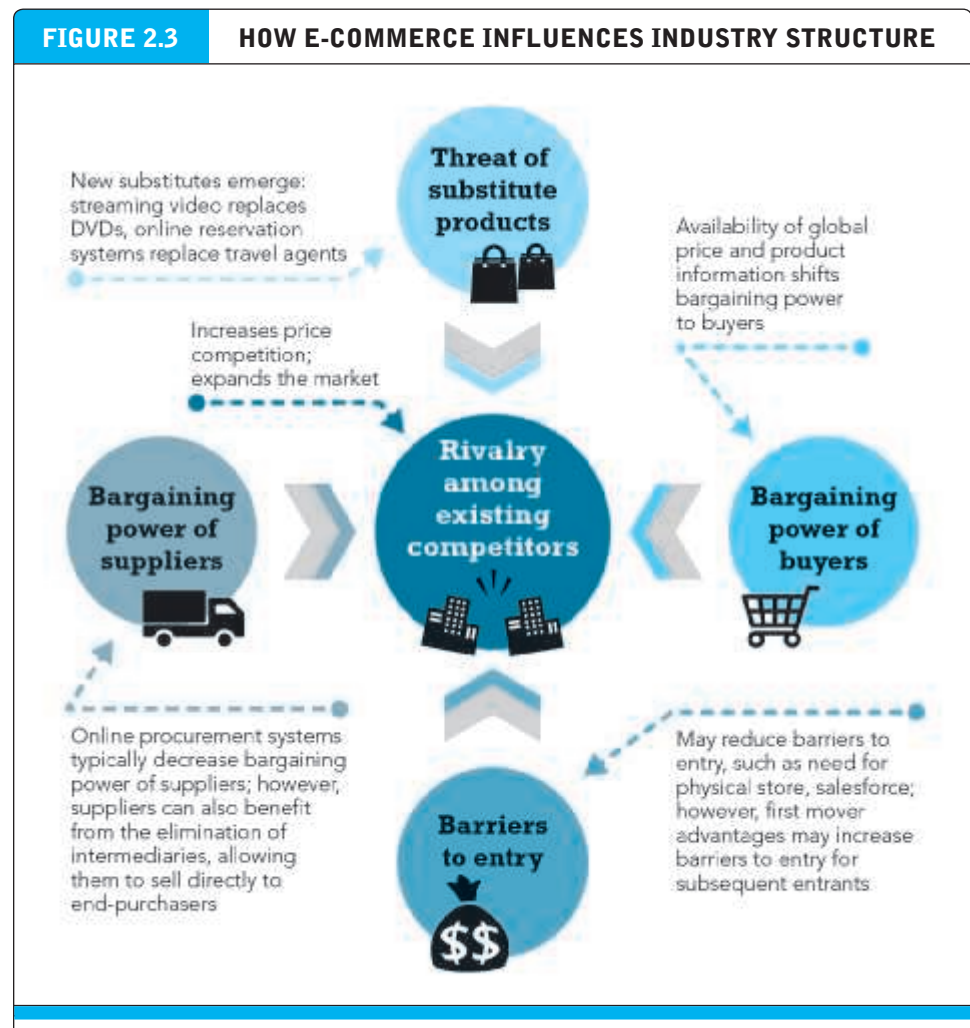 FIGURE 2.3
HOW E-COMMERCE INFLUENCES INDUSTRY STRUCTURE
Threat of
substitute
products
New substitutes emerge:
streaming video replaces
DVDs, online reservation
systems replace travel agents
Availability of global
price and product
information shifts
bargaining power
to buyers
Increases price
competition;
expands the market
Rivalry
among
existing
competitors
Bargaining
power of
suppliers
Bargaining
power of
buyers
Online procurement systems
typically decrease bargaining
power of suppliers; however,
suppliers can also benefit
from the elimination of
intermediaries, allowing
them to sell directly to
end-purchasers
May reduce barriers to
entry, such as need for
physical store, salesforce;
however, first mover
advantages may increase
barriers to entry for
subsequent entrants
Barriers
to entry
$$